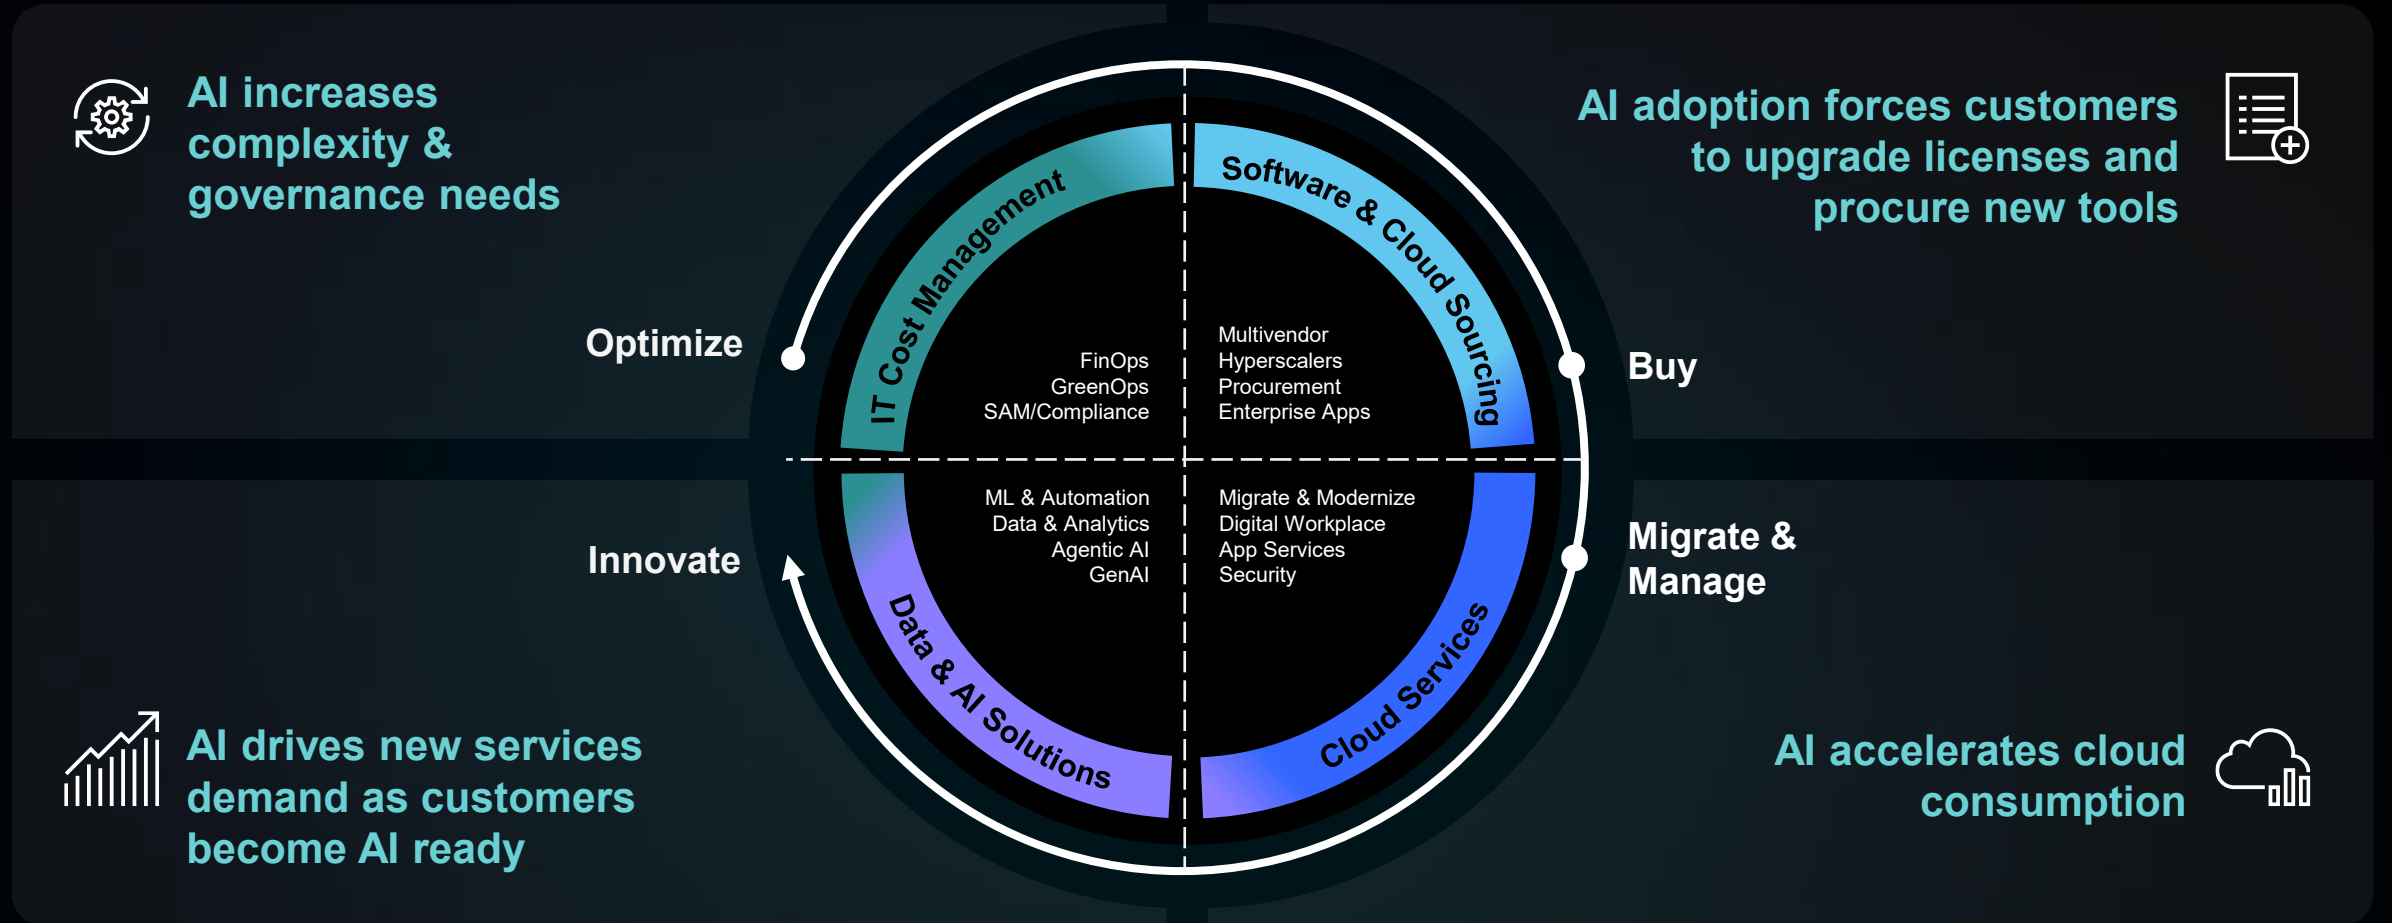 AI increases
complexity &
governance needs
AI adoption forces customers
to upgrade licenses and
procure new tools
Optimize
Buy
IT Cost Management
Software & Cloud Sourcing
FinOps
GreenOps
SAM/Compliance
Multivendor
Hyperscalers
Procurement
Enterprise Apps
ML & Automation
Data & Analytics
Agentic AI
GenAI
Migrate & Modernize
Digital Workplace
App Services
Security
Innovate
Migrate &
Manage
Data & AI Solutions
Cloud Services
AI drives new services
demand as customers
become AI ready
AI accelerates cloud
consumption